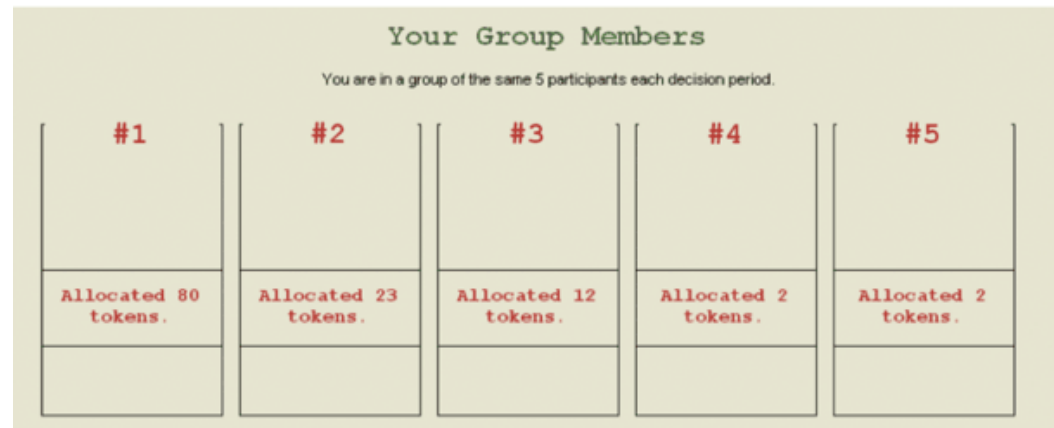 Your Group Members
You are in a group of the same 5 participants each decision period.
#1 #2 #3 #4 #5
Allocated 80 Allocated 23 Allocated 12 Allocated 2 Allocated 2
tokens. tokens. tokens. tokens. tokens.